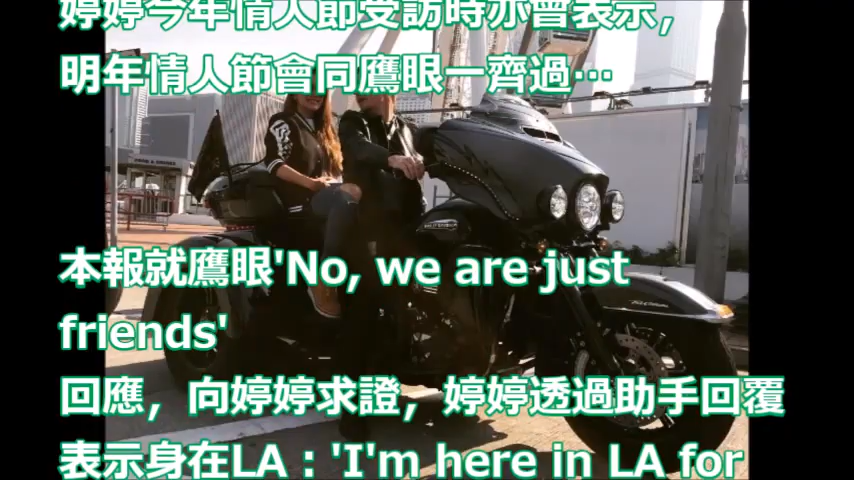 婷婷今年情人節受訪時亦曾表示，
明年情人節會同鷹眼一齊過…
本報就鷹眼'No, we are just
friends'
回應，向婷婷求證，婷婷透過助手回覆
表示身在LA：'I'm here in LA for